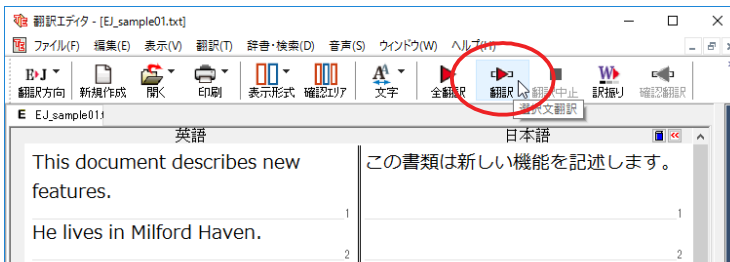 翻訳エディタ - [EJ_sample01.txt]
ファイル(F) 編集(E) 表示(V) 翻訳(T) 辞書・検索(D) 音声(S) ウィンドウ(W) ヘルプ(H)
E›J
翻訳方向 新規作成 開く 印刷 表示形式 確認エリア 文字 全翻訳 翻訳 翻訳中止 訳振り 確認翻訳
選択文翻訳
E EJ_sample01.t
英語 日本語
This document describes new この書類は新しい機能を記述します。
features.
1 1
He lives in Milford Haven.
2 2